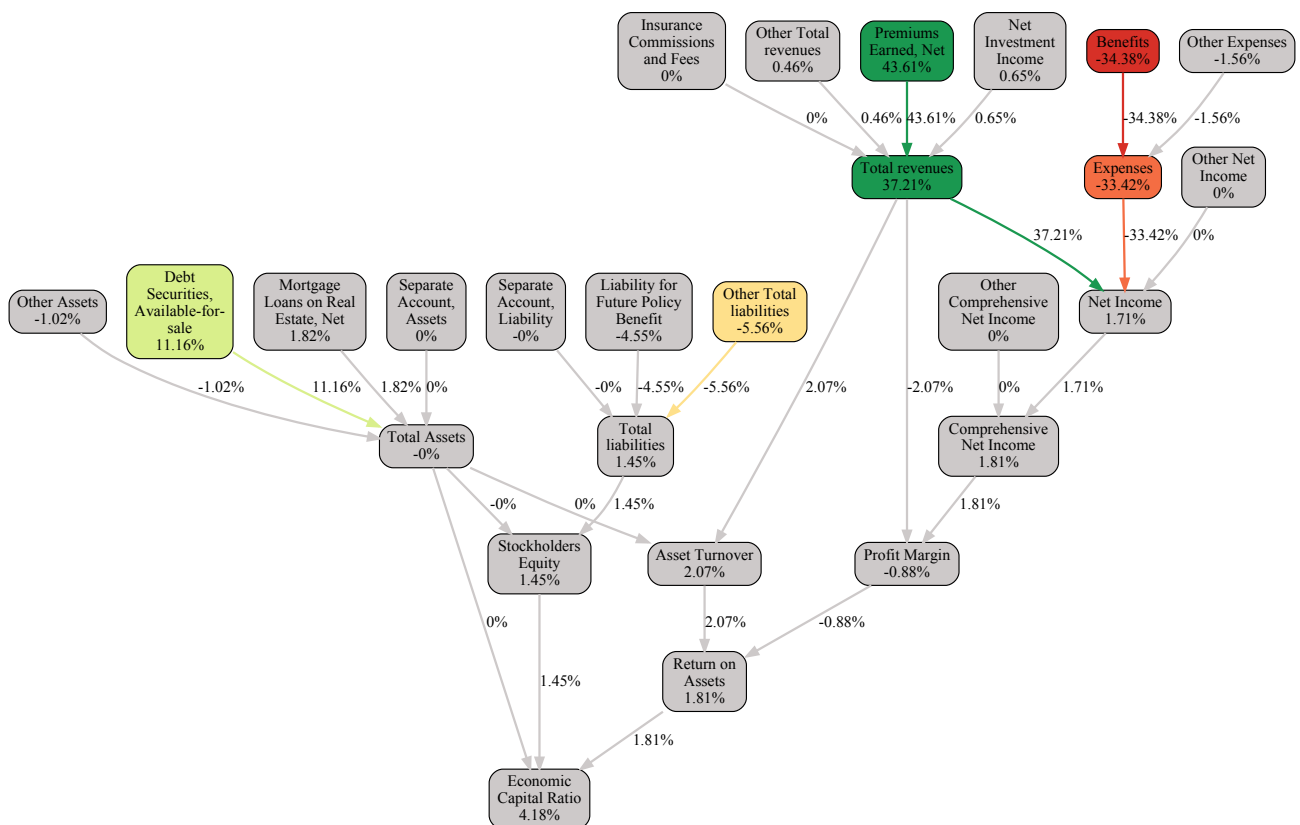 Insurance
Commissions
and Fees
0%
Other Total
revenues
0.46%
Premiums
Earned, Net
43.61%
Net
Investment
Income
0.65%
Benefits
-34.38%
Other Expenses
-1.56%
0%
0.46%
43.61%
0.65%
-34.38%
-1.56%
Total revenues
37.21%
Expenses
-33.42%
Other Net
Income
0%
37.21%
-33.42%
0%
Other Assets
-1.02%
Debt
Securities,
Available-for-
sale
11.16%
Mortgage
Loans on Real
Estate, Net
1.82%
Separate
Account,
Assets
0%
Separate
Account,
Liability
-0%
Liability for
Future Policy
Benefit
-4.55%
Other Total
liabilities
-5.56%
Other
Comprehensive
Net Income
0%
Net Income
1.71%
-1.02%
11.16%
1.82%
0%
-0%
-4.55%
-5.56%
2.07%
-2.07%
0%
1.71%
Total Assets
-0%
Total
liabilities
1.45%
Comprehensive
Net Income
1.81%
-0%
0%
1.45%
1.81%
Stockholders
Equity
1.45%
Asset Turnover
2.07%
Profit Margin
-0.88%
0%
2.07%
-0.88%
1.45%
Return on
Assets
1.81%
1.81%
Economic
Capital Ratio
4.18%